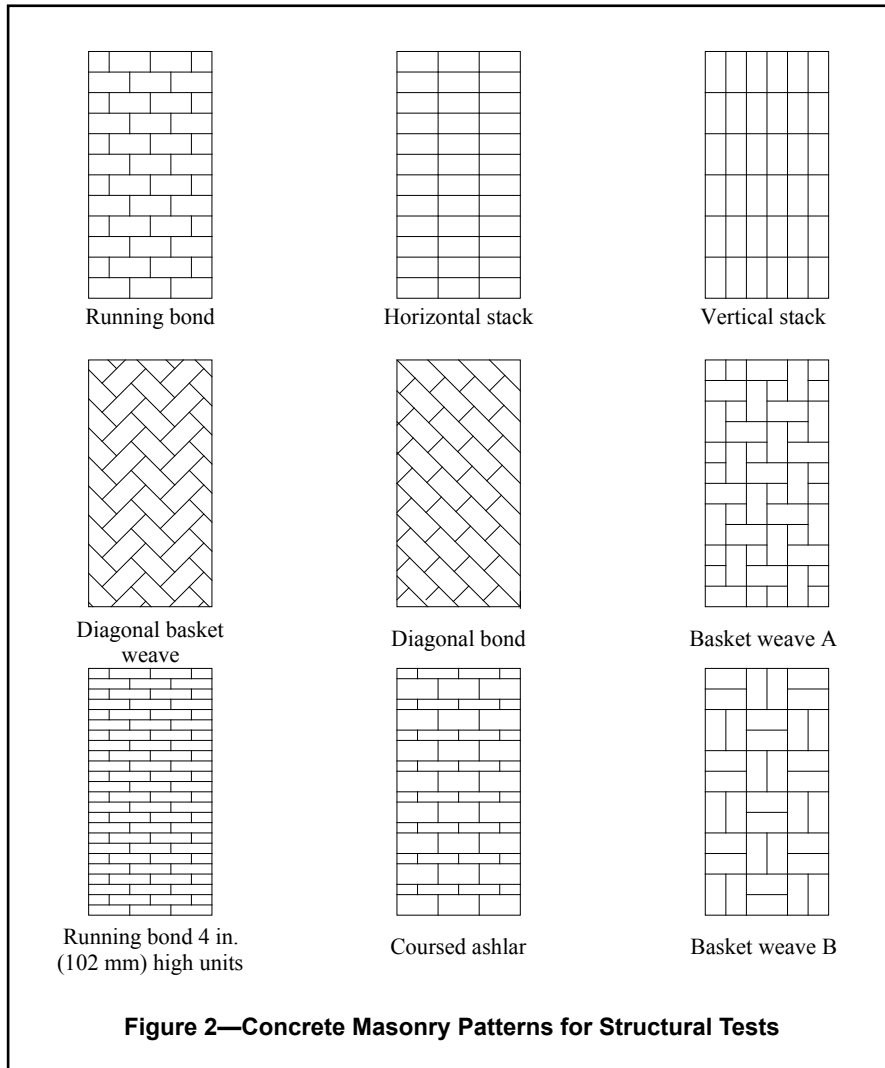 Running bond
Horizontal stack
Vertical stack
Diagonal basket
weave
Diagonal bond
Basket weave A
Running bond 4 in.
(102 mm) high units
Coursed ashlar
Basket weave B
Figure 2—Concrete Masonry Patterns for Structural Tests